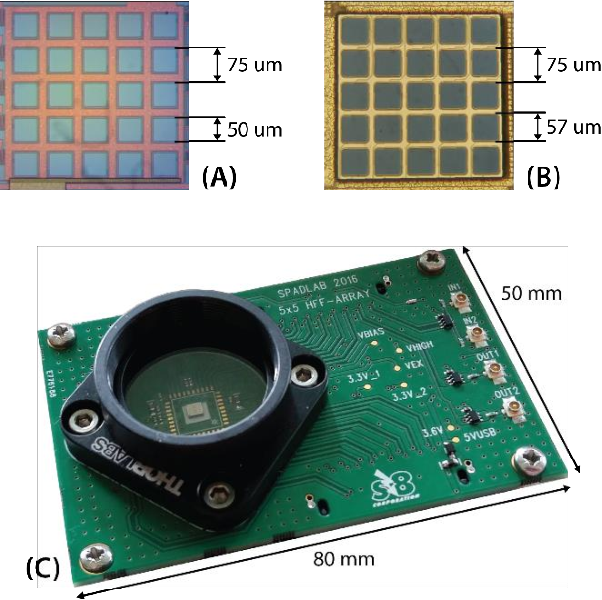 75 um
50 um
(A)
75 um
57 um
(B)
SPADLAB 2016
5x5 HFF-ARRAY
VBIAS
VHIGH
VEX
3.3V_1
3.3V_2
3.6V
5VUSB
IN1
IN2
OUT1
OUT2
THORLABS
CORPORATION
50 mm
80 mm
(C)